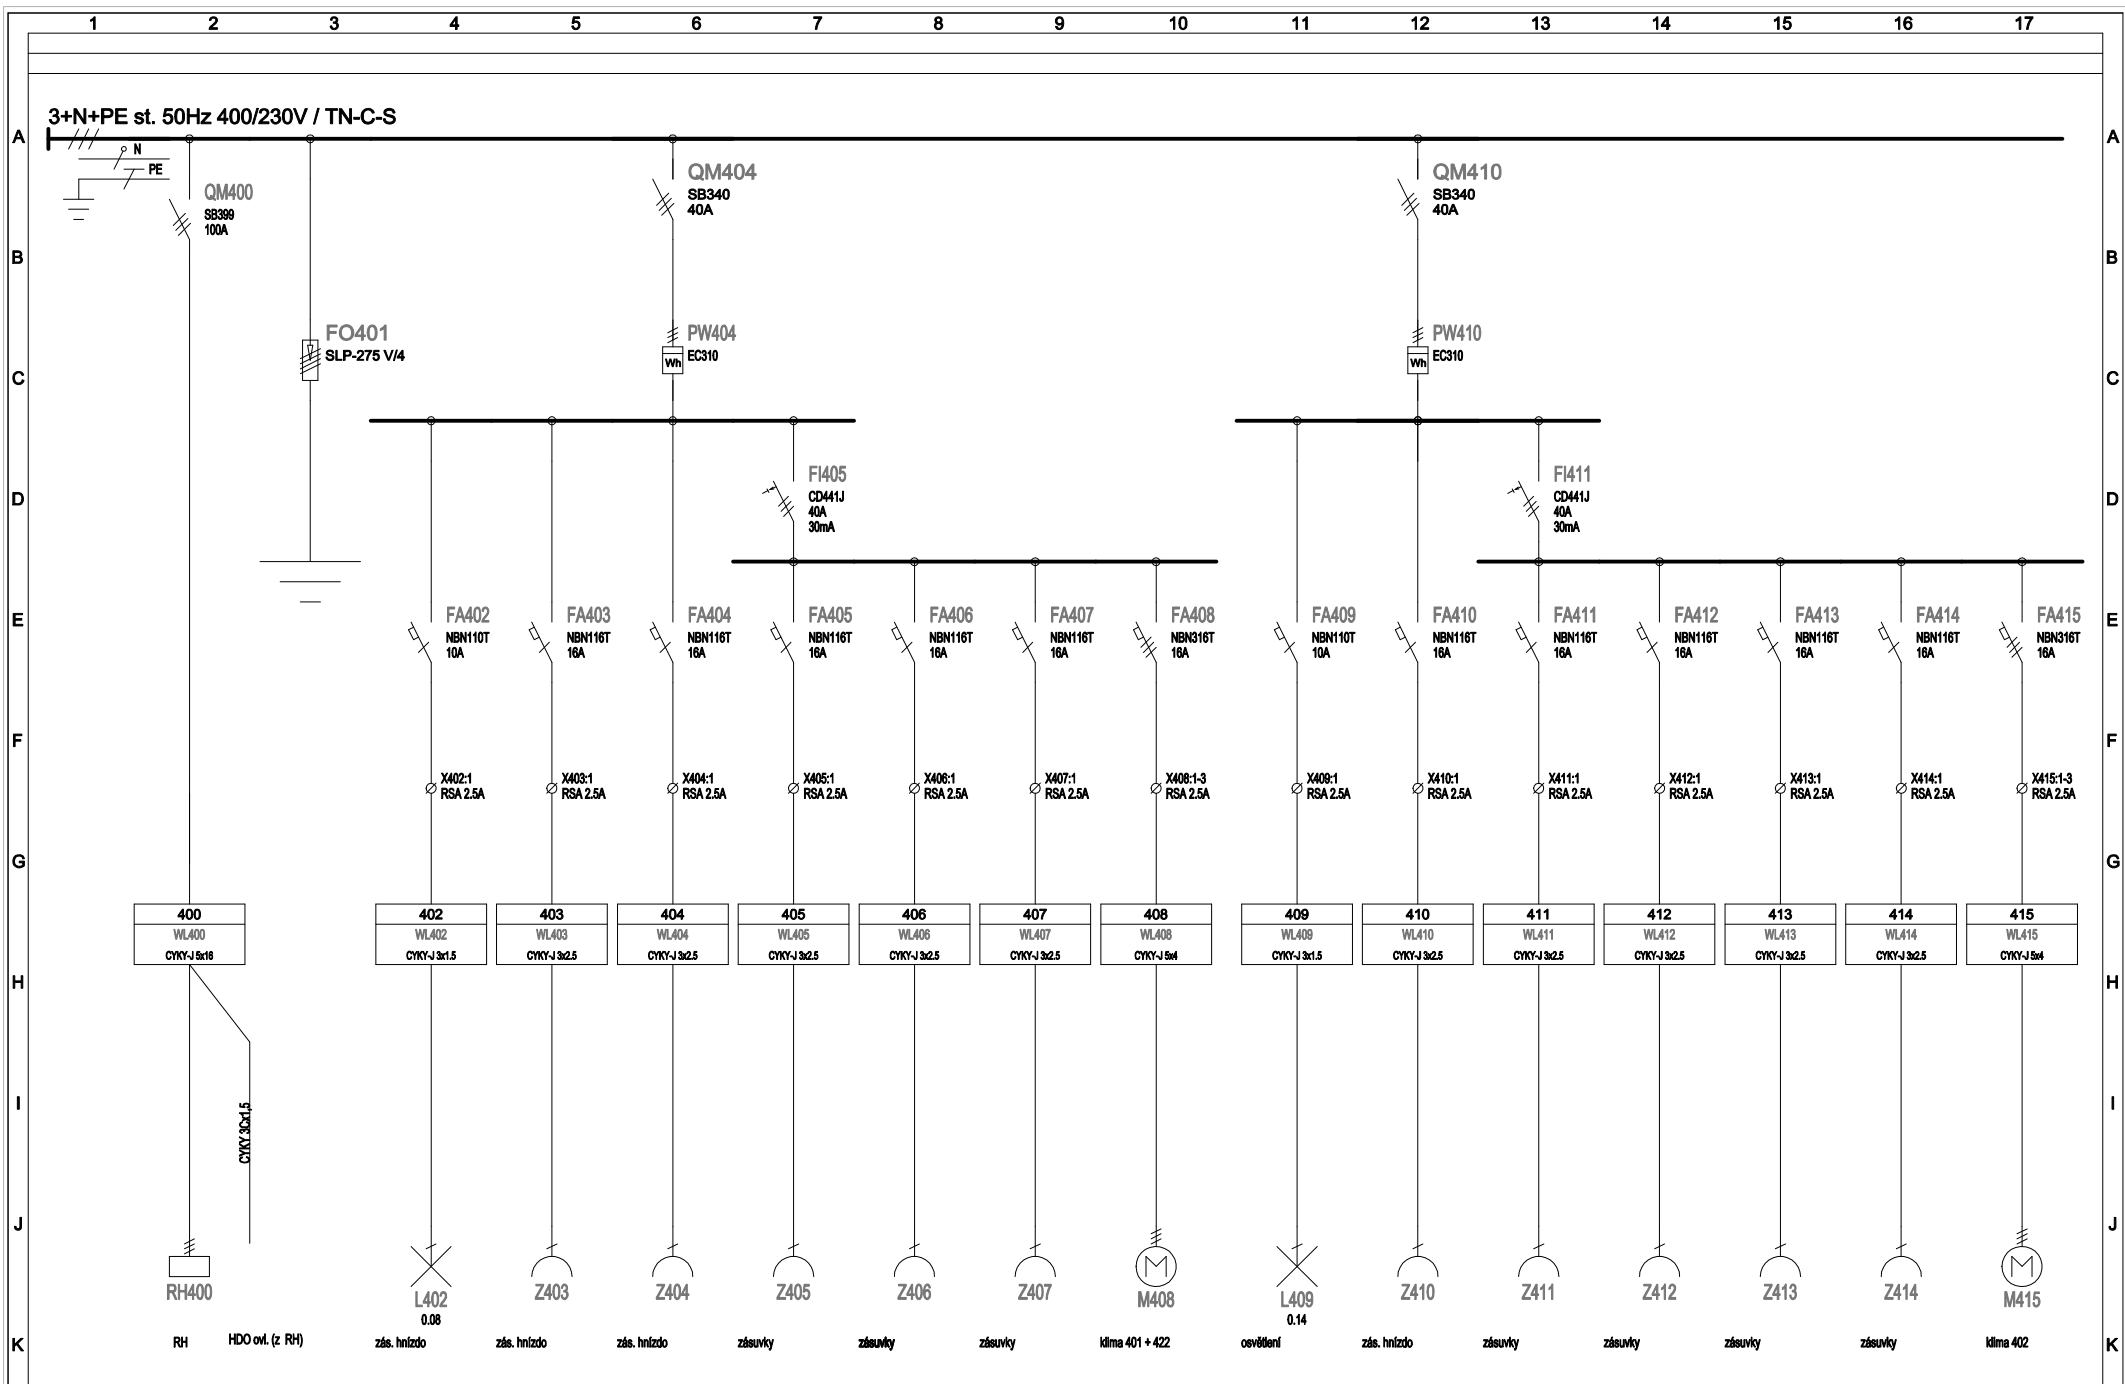 1 2 3 4 5 6 7 8 9 10 11 12 13 14 15 16 17
3+N+PE st. 50Hz 400/230V / TN-C-S
A A
N
PE
QM400
SB399
100A
QM404
SB340
40A
QM410
SB340
40A
B B
FO401
SLP-275 V/4
PW404
EC310
Wh
PW410
EC310
Wh
C C
FI405
CD441J
40A
30mA
FI411
CD441J
40A
30mA
D D
E E
FA402
NBN110T
10A
FA403
NBN116T
16A
FA404
NBN116T
16A
FA405
NBN116T
16A
FA406
NBN116T
16A
FA407
NBN116T
16A
FA408
NBN316T
16A
FA409
NBN110T
10A
FA410
NBN116T
16A
FA411
NBN116T
16A
FA412
NBN116T
16A
FA413
NBN116T
16A
FA414
NBN116T
16A
FA415
NBN316T
16A
F F
X402:1
RSA 2.5A
X403:1
RSA 2.5A
X404:1
RSA 2.5A
X405:1
RSA 2.5A
X406:1
RSA 2.5A
X407:1
RSA 2.5A
X408:1-3
RSA 2.5A
X409:1
RSA 2.5A
X410:1
RSA 2.5A
X411:1
RSA 2.5A
X412:1
RSA 2.5A
X413:1
RSA 2.5A
X414:1
RSA 2.5A
X415:1-3
RSA 2.5A
G G
400
WL400
CYKY-J 5x16
402
WL402
CYKY-J 3x1.5
403
WL403
CYKY-J 3x2.5
404
WL404
CYKY-J 3x2.5
405
WL405
CYKY-J 3x2.5
406
WL406
CYKY-J 3x2.5
407
WL407
CYKY-J 3x2.5
408
WL408
CYKY-J 5x4
409
WL409
CYKY-J 3x1.5
410
WL410
CYKY-J 3x2.5
411
WL411
CYKY-J 3x2.5
412
WL412
CYKY-J 3x2.5
413
WL413
CYKY-J 3x2.5
414
WL414
CYKY-J 3x2.5
415
WL415
CYKY-J 5x4
H H
I I
CYKY 3Cx1,5
J J
RH400
L402
0.08
Z403
Z404
Z405
Z406
Z407
M
M408
L409
0.14
Z410
Z411
Z412
Z413
Z414
M
M415
K K
RH
HDO ovl. (z RH)
zás. hnízdo
zás. hnízdo
zás. hnízdo
zásuvky
zásuvky
zásuvky
klima 401 + 422
osvětlení
zás. hnízdo
zásuvky
zásuvky
zásuvky
zásuvky
klima 402